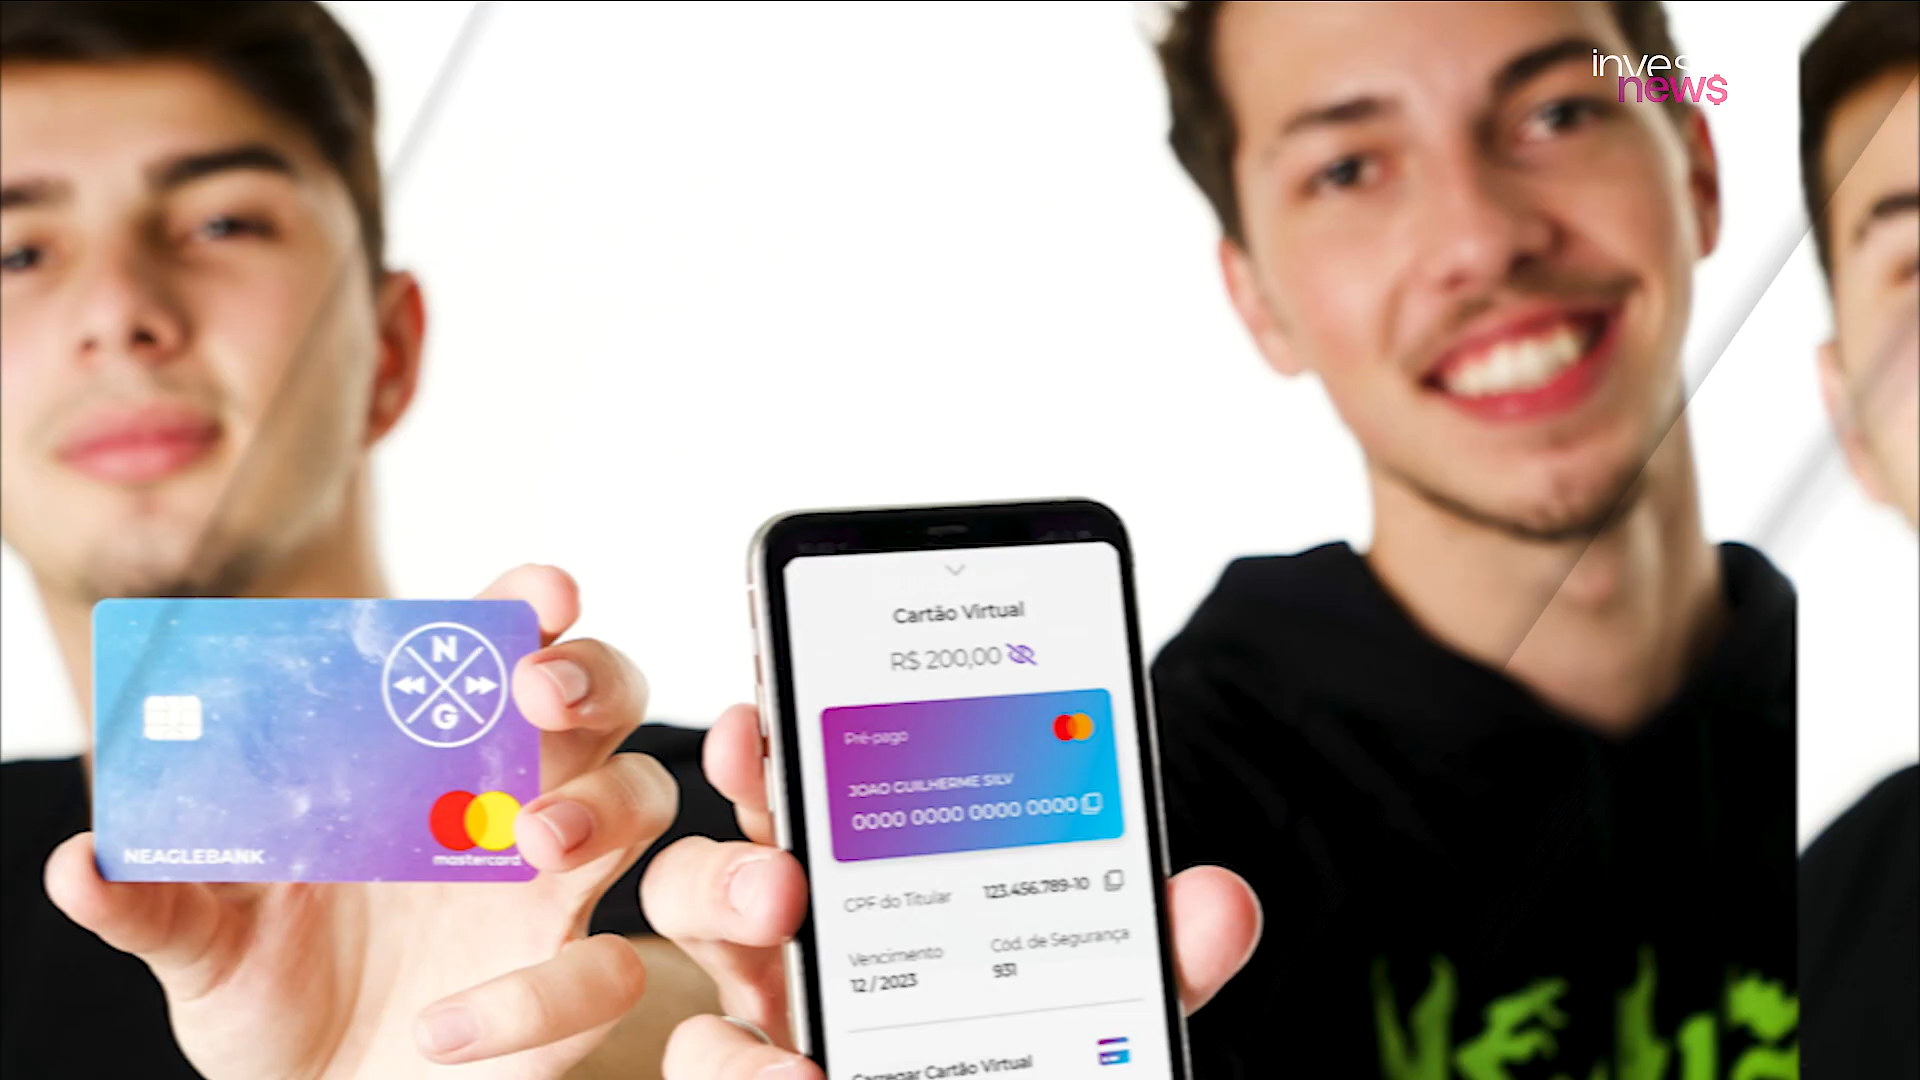 inves
new$
N
G
NEAGLEBANK
mastercard
Cartão Virtual
R$ 200,00
Pré-pago
JOAO GUILHERME SILV
0000 0000 0000 0000
CPF do Titular 123.456.789-10
Vencimento Cód. de Segurança
12 / 2023 931
Carregar Cartão Virtual